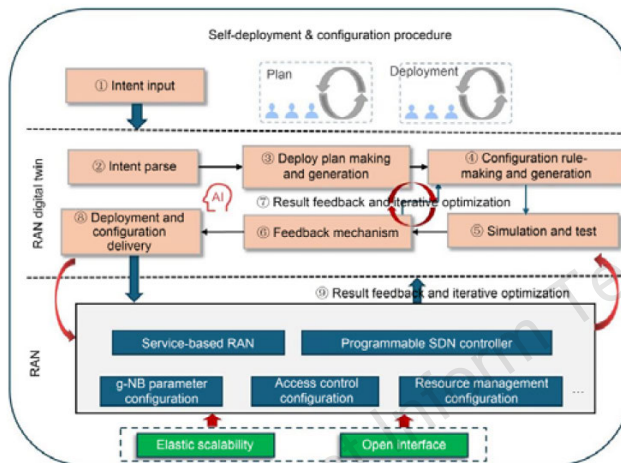 Self-deployment & configuration procedure
① Intent input
Plan
Deployment
RAN digital twin
② Intent parse
③ Deploy plan making
and generation
④ Configuration rule-
making and generation
AI
⑦ Result feedback and iterative optimization
⑧ Deployment and
configuration
delivery
⑥ Feedback mechanism
⑤ Simulation and test
⑨ Result feedback and iterative optimization
RAN
Service-based RAN
Programmable SDN controller
g-NB parameter
configuration
Access control
configuration
Resource management
configuration
...
Elastic scalability
Open Interface
Inform